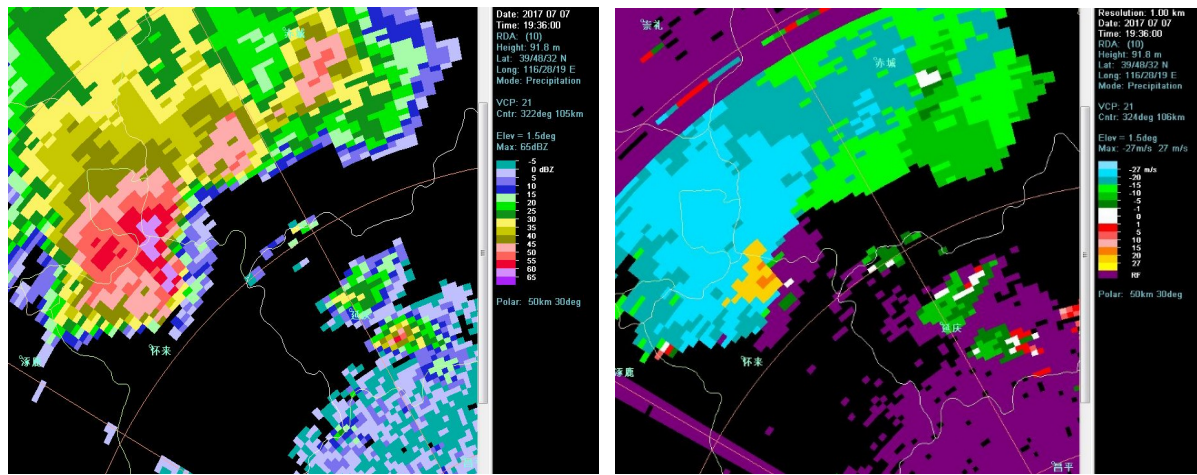 赤城
延庆
怀来
涿鹿
Date: 2017 07 07
Time: 19:36:00
RDA: (10)
Height: 91.8 m
Lat: 39/48/32 N
Long: 116/28/19 E
Mode: Precipitation
VCP: 21
Cntr: 322deg 105km
Elev = 1.5deg
Max: 65dBZ
-5
0 dBZ
5
10
15
20
25
30
35
40
45
50
55
60
65
Polar: 50km 30deg
崇礼
赤城
延庆
怀来
涿鹿
昌平
Resolution: 1.00 km
Date: 2017 07 07
Time: 19:36:00
RDA: (10)
Height: 91.8 m
Lat: 39/48/32 N
Long: 116/28/19 E
Mode: Precipitation
VCP: 21
Cntr: 324deg 106km
Elev = 1.5deg
Max: -27m/s 27 m/s
-27 m/s
-20
-15
-10
-5
-1
0
1
5
10
15
20
27
RF
Polar: 50km 30deg